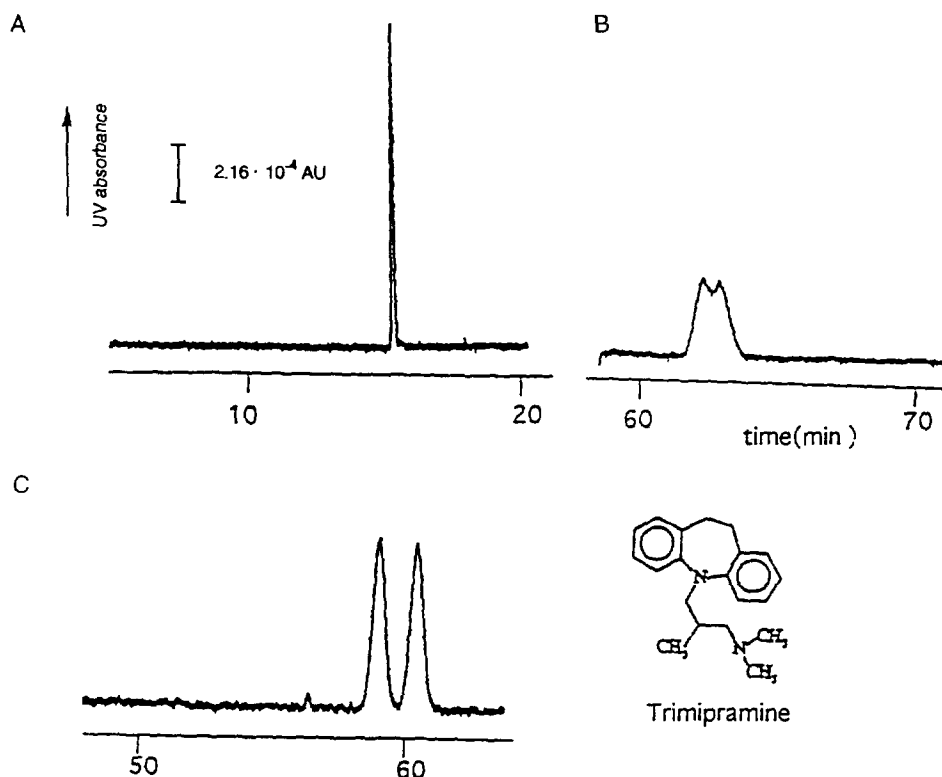 A
B
UV absorbance
2.16 · 10⁻⁴ AU
10
20
60
70
time(min )
C
50
60
N
CH₃
N
CH₃
CH₃
Trimipramine